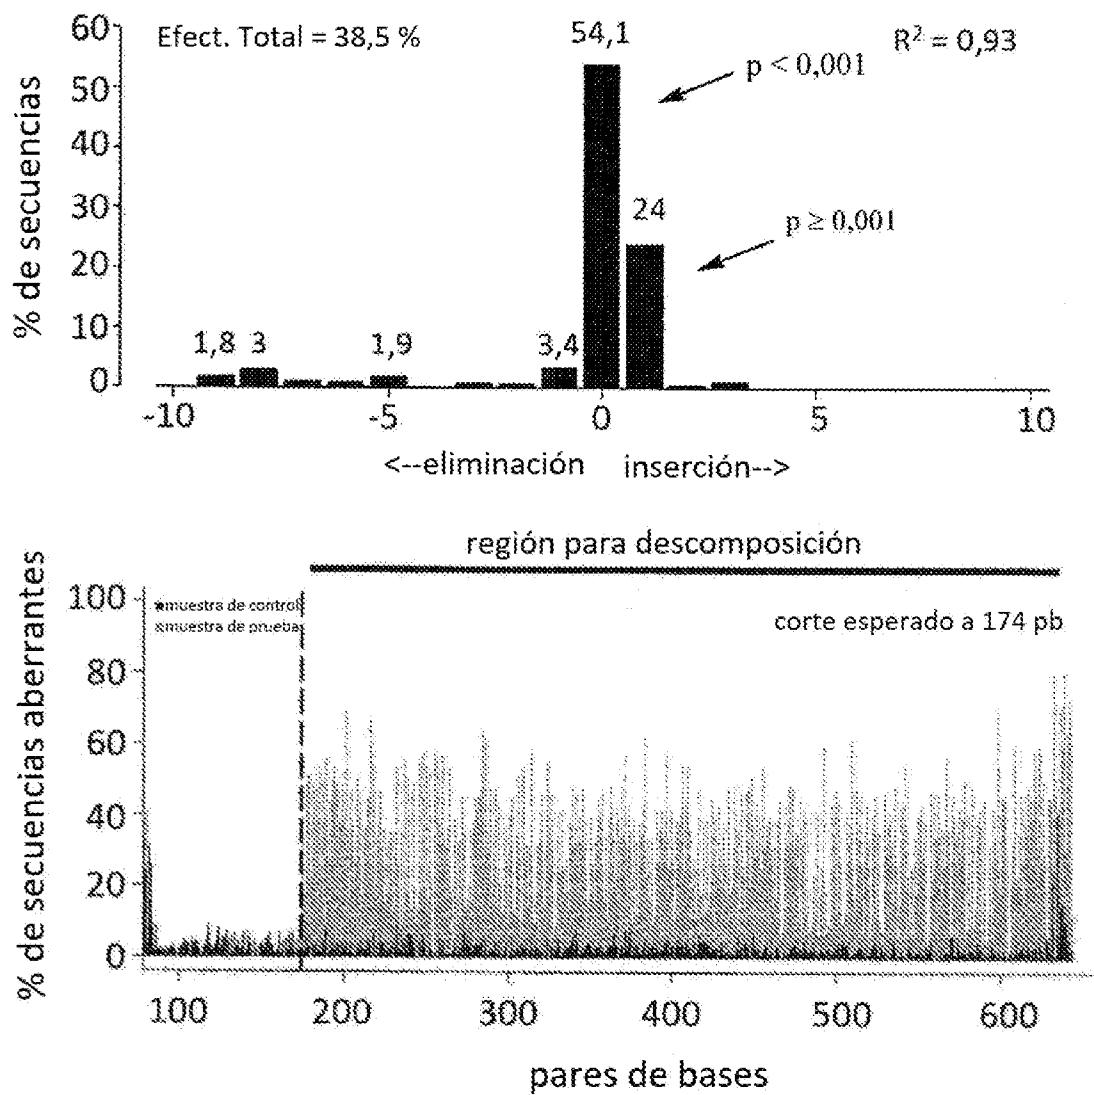 Efect. Total = 38,5 %
54,1
R² = 0,93
p < 0,001
24
p ≥ 0,001
1,8
3
1,9
3,4
% de secuencias
60
50
40
30
20
10
0
-10
-5
0
5
10
<--eliminación inserción-->
región para descomposición
% de secuencias aberrantes
100
80
60
40
20
0
muestra de control
muestra de prueba
corte esperado a 174 pb
100
200
300
400
500
600
pares de bases